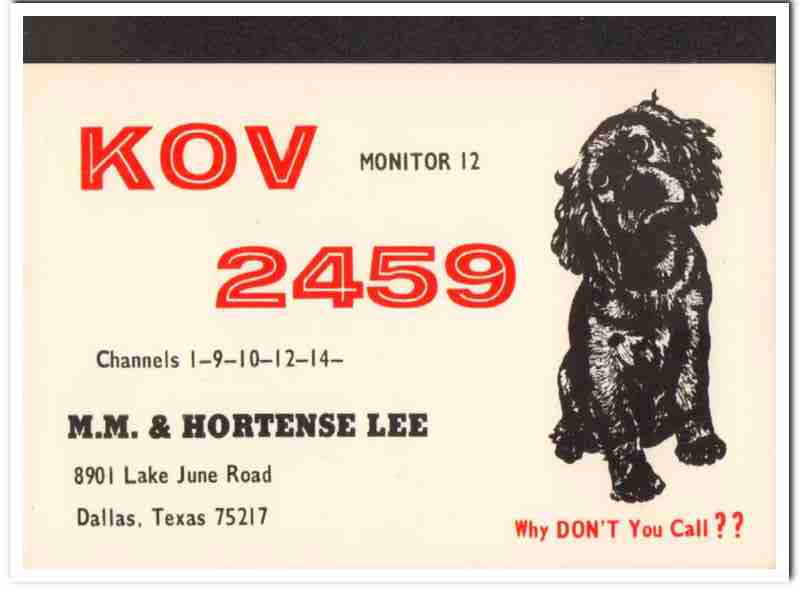 KOV
MONITOR 12
2459
Channels 1-9-10-12-14-
M.M. & HORTENSE LEE
8901 Lake June Road
Dallas, Texas 75217
Why DON'T You Call ? ?